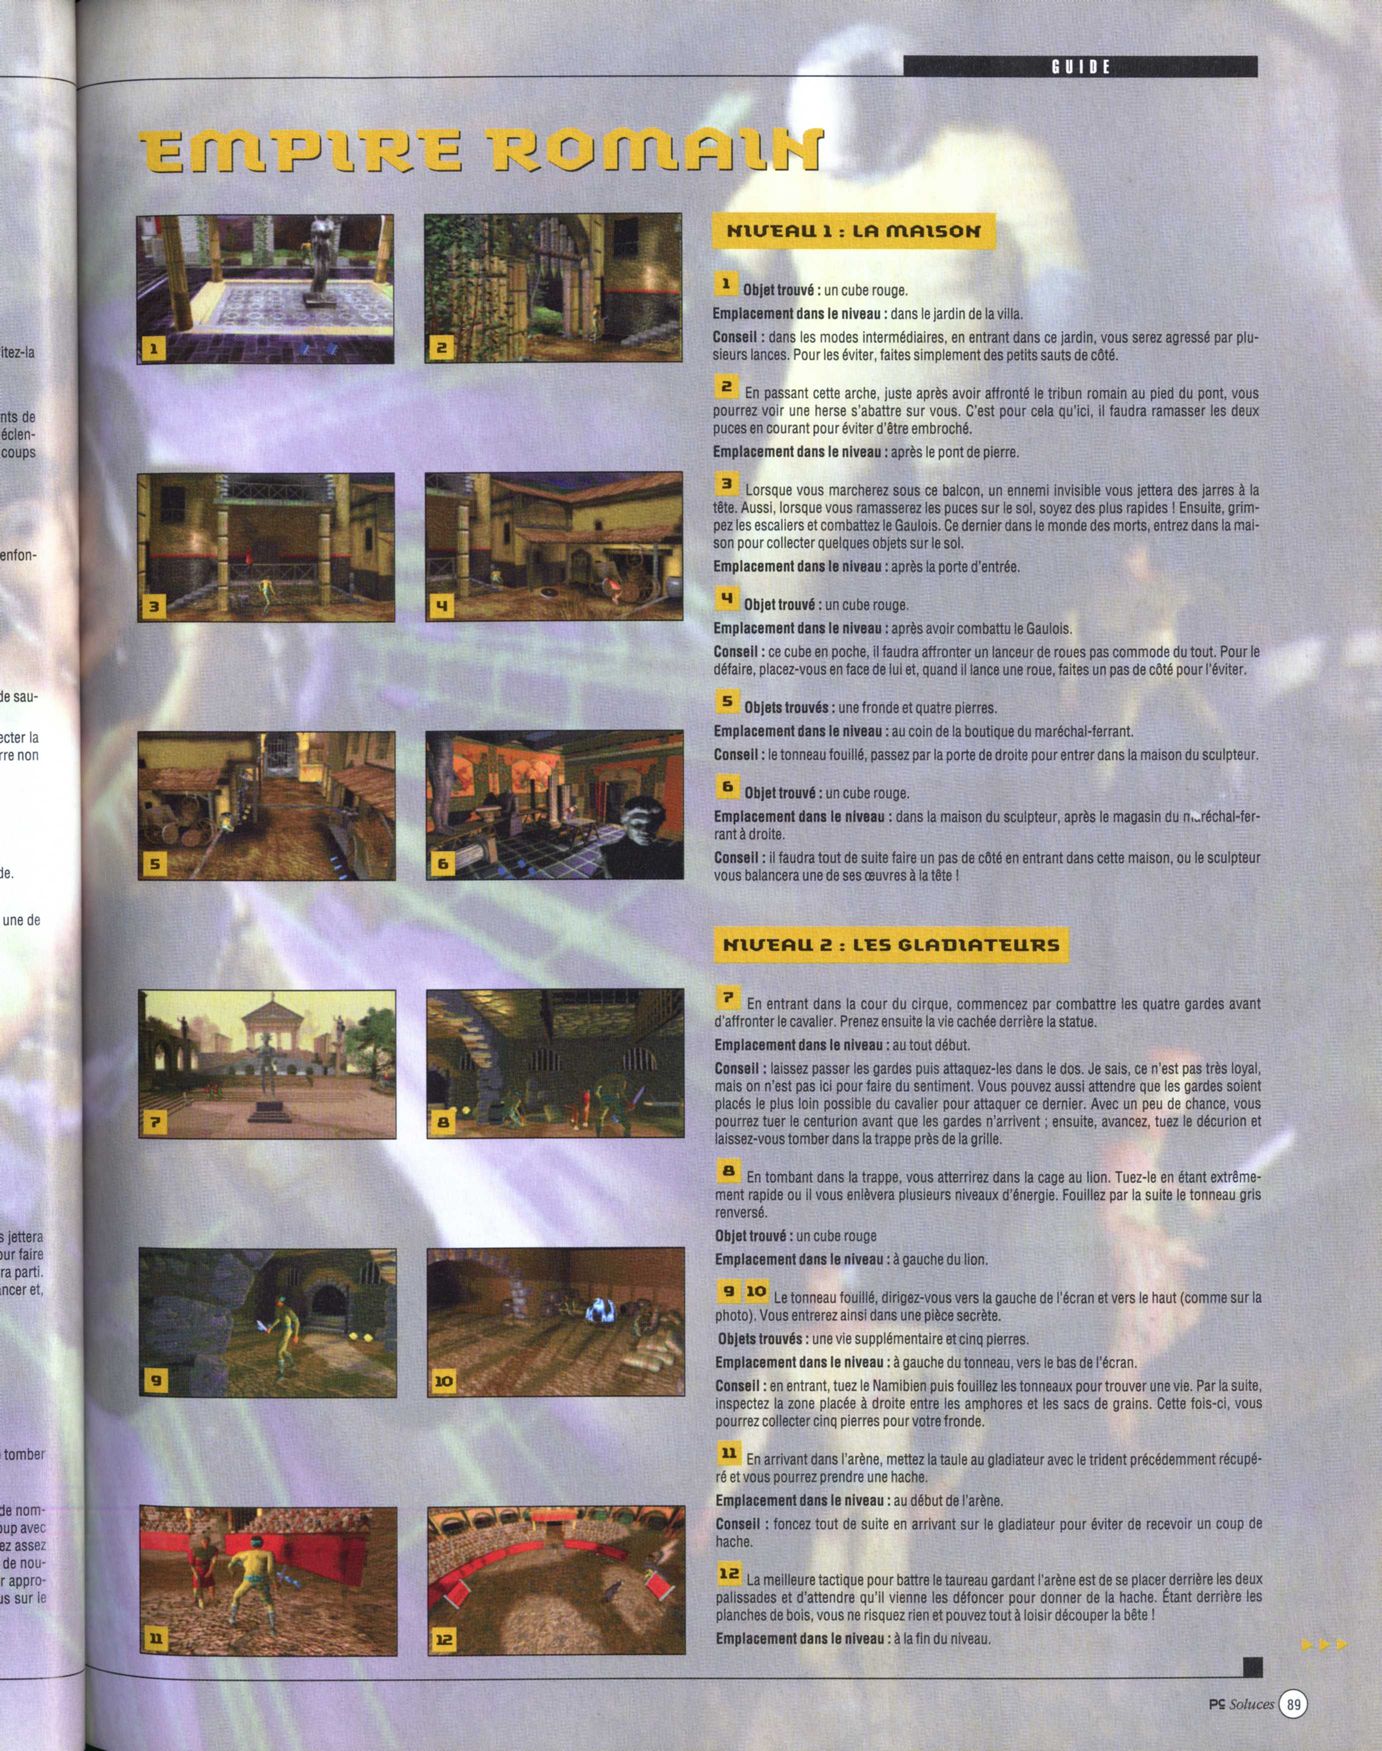 GUIDE
EMPIRE ROMAIN
NIVEAU 1 : LA MAISON
1 Objet trouvé : un cube rouge.
Emplacement dans le niveau : dans le jardin de la villa.
Conseil : dans les modes intermédiaires, en entrant dans ce jardin, vous serez agressé par plu-
sieurs lances. Pour les éviter, faites simplement des petits sauts de côté.
2 En passant cette arche, juste après avoir affronté le tribun romain au pied du pont, vous
pourrez voir une herse s'abattre sur vous. C'est pour cela qu'ici, il faudra ramasser les deux
puces en courant pour éviter d'être embroché.
Emplacement dans le niveau : après le pont de pierre.
3 Lorsque vous marcherez sous ce balcon, un ennemi invisible vous jettera des jarres à la
tête. Aussi, lorsque vous ramasserez les puces sur le sol, soyez des plus rapides ! Ensuite, grim-
pez les escaliers et combattez le Gaulois. Ce dernier dans le monde des morts, entrez dans la mai-
son pour collecter quelques objets sur le sol.
Emplacement dans le niveau : après la porte d'entrée.
4 Objet trouvé : un cube rouge.
Emplacement dans le niveau : après avoir combattu le Gaulois.
Conseil : ce cube en poche, il faudra affronter un lanceur de roues pas commode du tout. Pour le
défaire, placez-vous en face de lui et, quand il lance une roue, faites un pas de côté pour l'éviter.
5 Objets trouvés : une fronde et quatre pierres.
Emplacement dans le niveau : au coin de la boutique du maréchal-ferrant.
Conseil : le tonneau fouillé, passez par la porte de droite pour entrer dans la maison du sculpteur.
6 Objet trouvé : un cube rouge.
Emplacement dans le niveau : dans la maison du sculpteur, après le magasin du maréchal-fer-
rant à droite.
Conseil : il faudra tout de suite faire un pas de côté en entrant dans cette maison, ou le sculpteur
vous balancera une de ses œuvres à la tête !
NIVEAU 2 : LES GLADIATEURS
7 En entrant dans la cour du cirque, commencez par combattre les quatre gardes avant
d'affronter le cavalier. Prenez ensuite la vie cachée derrière la statue.
Emplacement dans le niveau : au tout début.
Conseil : laissez passer les gardes puis attaquez-les dans le dos. Je sais, ce n'est pas très loyal,
mais on n'est pas ici pour faire du sentiment. Vous pouvez aussi attendre que les gardes soient
placés le plus loin possible du cavalier pour attaquer ce dernier. Avec un peu de chance, vous
pourrez tuer le centurion avant que les gardes n'arrivent ; ensuite, avancez, tuez le décurion et
laissez-vous tomber dans la trappe près de la grille.
8 En tombant dans la trappe, vous atterrirez dans la cage au lion. Tuez-le en étant extrême-
ment rapide ou il vous enlèvera plusieurs niveaux d'énergie. Fouillez par la suite le tonneau gris
renversé.
Objet trouvé : un cube rouge
Emplacement dans le niveau : à gauche du lion.
9 10 Le tonneau fouillé, dirigez-vous vers la gauche de l'écran et vers le haut (comme sur la
photo). Vous entrerez ainsi dans une pièce secrète.
Objets trouvés : une vie supplémentaire et cinq pierres.
Emplacement dans le niveau : à gauche du tonneau, vers le bas de l'écran.
Conseil : en entrant, tuez le Namibien puis fouillez les tonneaux pour trouver une vie. Par la suite,
inspectez la zone placée à droite entre les amphores et les sacs de grains. Cette fois-ci, vous
pourrez collecter cinq pierres pour votre fronde.
11 En arrivant dans l'arène, mettez la taule au gladiateur avec le trident précédemment récupé-
ré et vous pourrez prendre une hache.
Emplacement dans le niveau : au début de l'arène.
Conseil : foncez tout de suite en arrivant sur le gladiateur pour éviter de recevoir un coup de
hache.
12 La meilleure tactique pour battre le taureau gardant l'arène est de se placer derrière les deux
palissades et d'attendre qu'il vienne les défoncer pour donner de la hache. Étant derrière les
planches de bois, vous ne risquez rien et pouvez tout à loisir découper la bête !
Emplacement dans le niveau : à la fin du niveau.
1
2
3
4
5
6
7
8
9
10
11
12
PC Soluces 89
itez-la
nts de
éclen-
coups
enfon-
de sau-
ecter la
rre non
de.
une de
s jettera
our faire
ra parti.
ancer et,
tomber
de nom-
oup avec
ez assez
de nou-
r appro-
us sur le